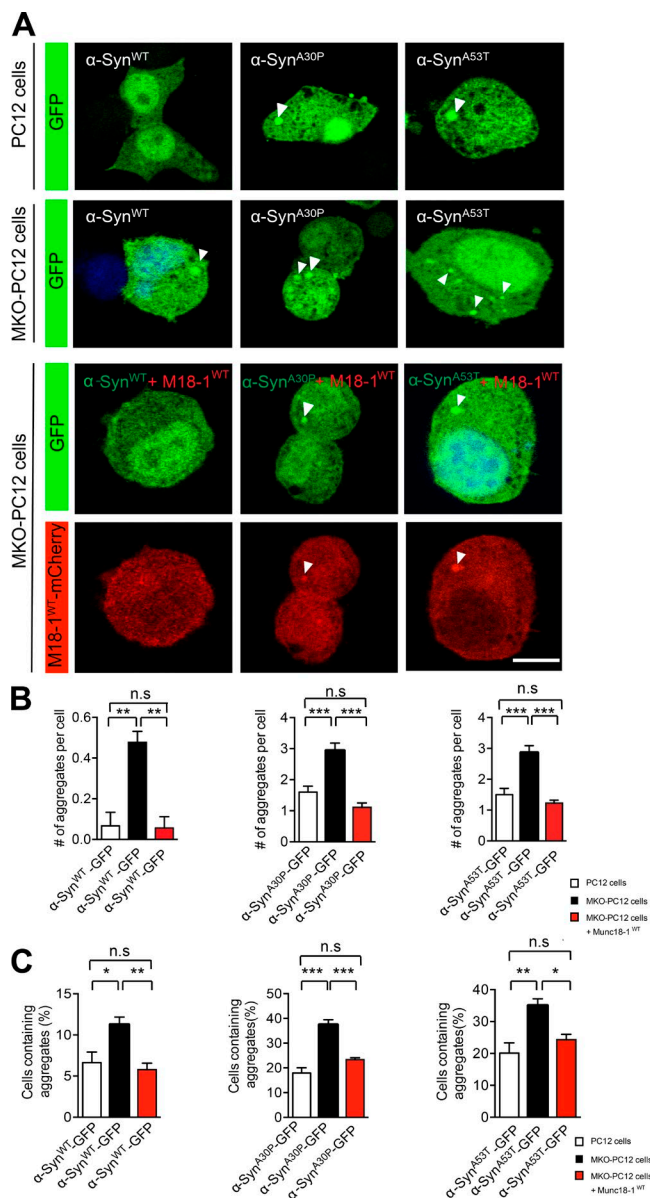 A
PC12 cells
GFP
α-Syn^WT
α-Syn^A30P
α-Syn^A53T
MKO-PC12 cells
GFP
α-Syn^WT
α-Syn^A30P
α-Syn^A53T
MKO-PC12 cells
GFP
α-Syn^WT + M18-1^WT
α-Syn^A30P + M18-1^WT
α-Syn^A53T + M18-1^WT
M18-1^WT-mCherry
B
# of aggregates per cell
0.6
0.4
0.2
0.0
n.s
** **
α-Syn^WT-GFP
α-Syn^WT-GFP
α-Syn^WT-GFP
# of aggregates per cell
4
3
2
1
0
n.s
*** ***
α-Syn^A30P-GFP
α-Syn^A30P-GFP
α-Syn^A30P-GFP
# of aggregates per cell
4
3
2
1
0
n.s
*** ***
α-Syn^A53T-GFP
α-Syn^A53T-GFP
α-Syn^A53T-GFP
PC12 cells
MKO-PC12 cells
MKO-PC12 cells
+ Munc18-1^WT
C
Cells containing
aggregates (%)
15
10
5
0
n.s
* **
α-Syn^WT-GFP
α-Syn^WT-GFP
α-Syn^WT-GFP
Cells containing
aggregates(%)
50
40
30
20
10
0
n.s
*** ***
α-Syn^A30P-GFP
α-Syn^A30P-GFP
α-Syn^A30P-GFP
Cells containing
aggregates(%)
50
40
30
20
10
0
n.s
** *
α-Syn^A53T-GFP
α-Syn^A53T-GFP
α-Syn^A53T-GFP
PC12 cells
MKO-PC12 cells
MKO-PC12 cells
+ Munc18-1^WT